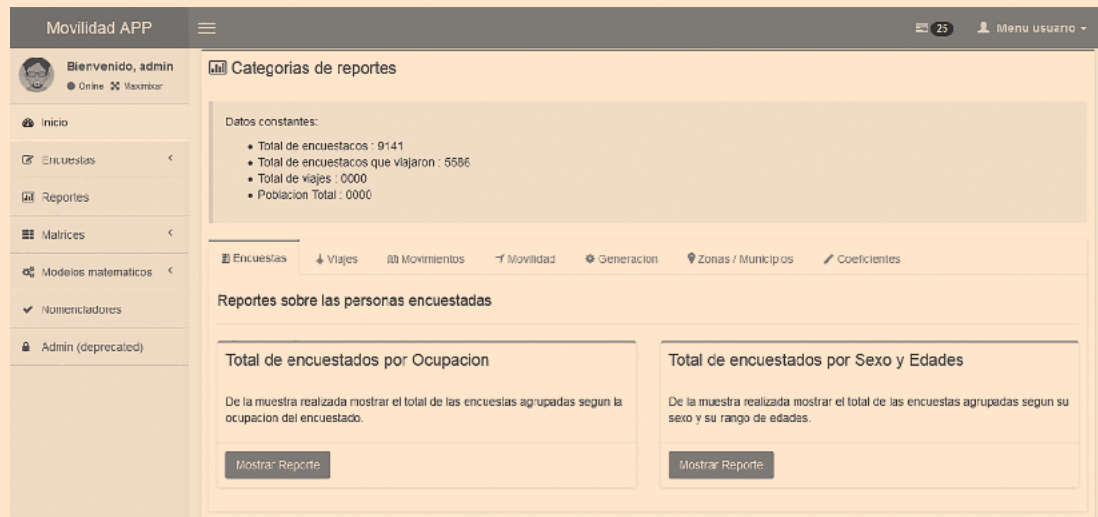 Movilidad APP
25 Menu usuario
Bienvenido, admin
Online Maximizar
Inicio
Encuestas
Reportes
Matrices
Modelos matematicos
Nomencladores
Admin (deprecated)
Categorias de reportes
Datos constantes:
• Total de encuestados : 9141
• Total de encuestados que viajaron : 5586
• Total de viajes : 0000
• Poblacion Total : 0000
Encuestas Viajes Movimientos Movilidad Generacion Zonas / Municipios Coeficientes
Reportes sobre las personas encuestadas
Total de encuestados por Ocupacion
De la muestra realizada mostrar el total de las encuestas agrupadas segun la
ocupacion del encuestado.
Mostrar Reporte
Total de encuestados por Sexo y Edades
De la muestra realizada mostrar el total de las encuestas agrupadas segun su
sexo y su rango de edades.
Mostrar Reporte